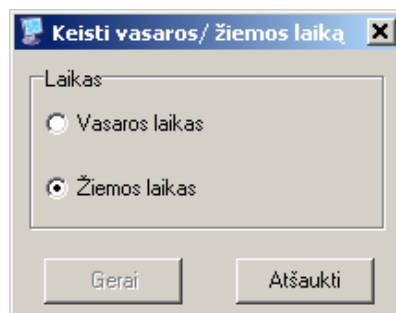 Keisti vasaros/ žiemos laiką
Laikas
Vasaros laikas
Žiemos laikas
Gerai
Atšaukti